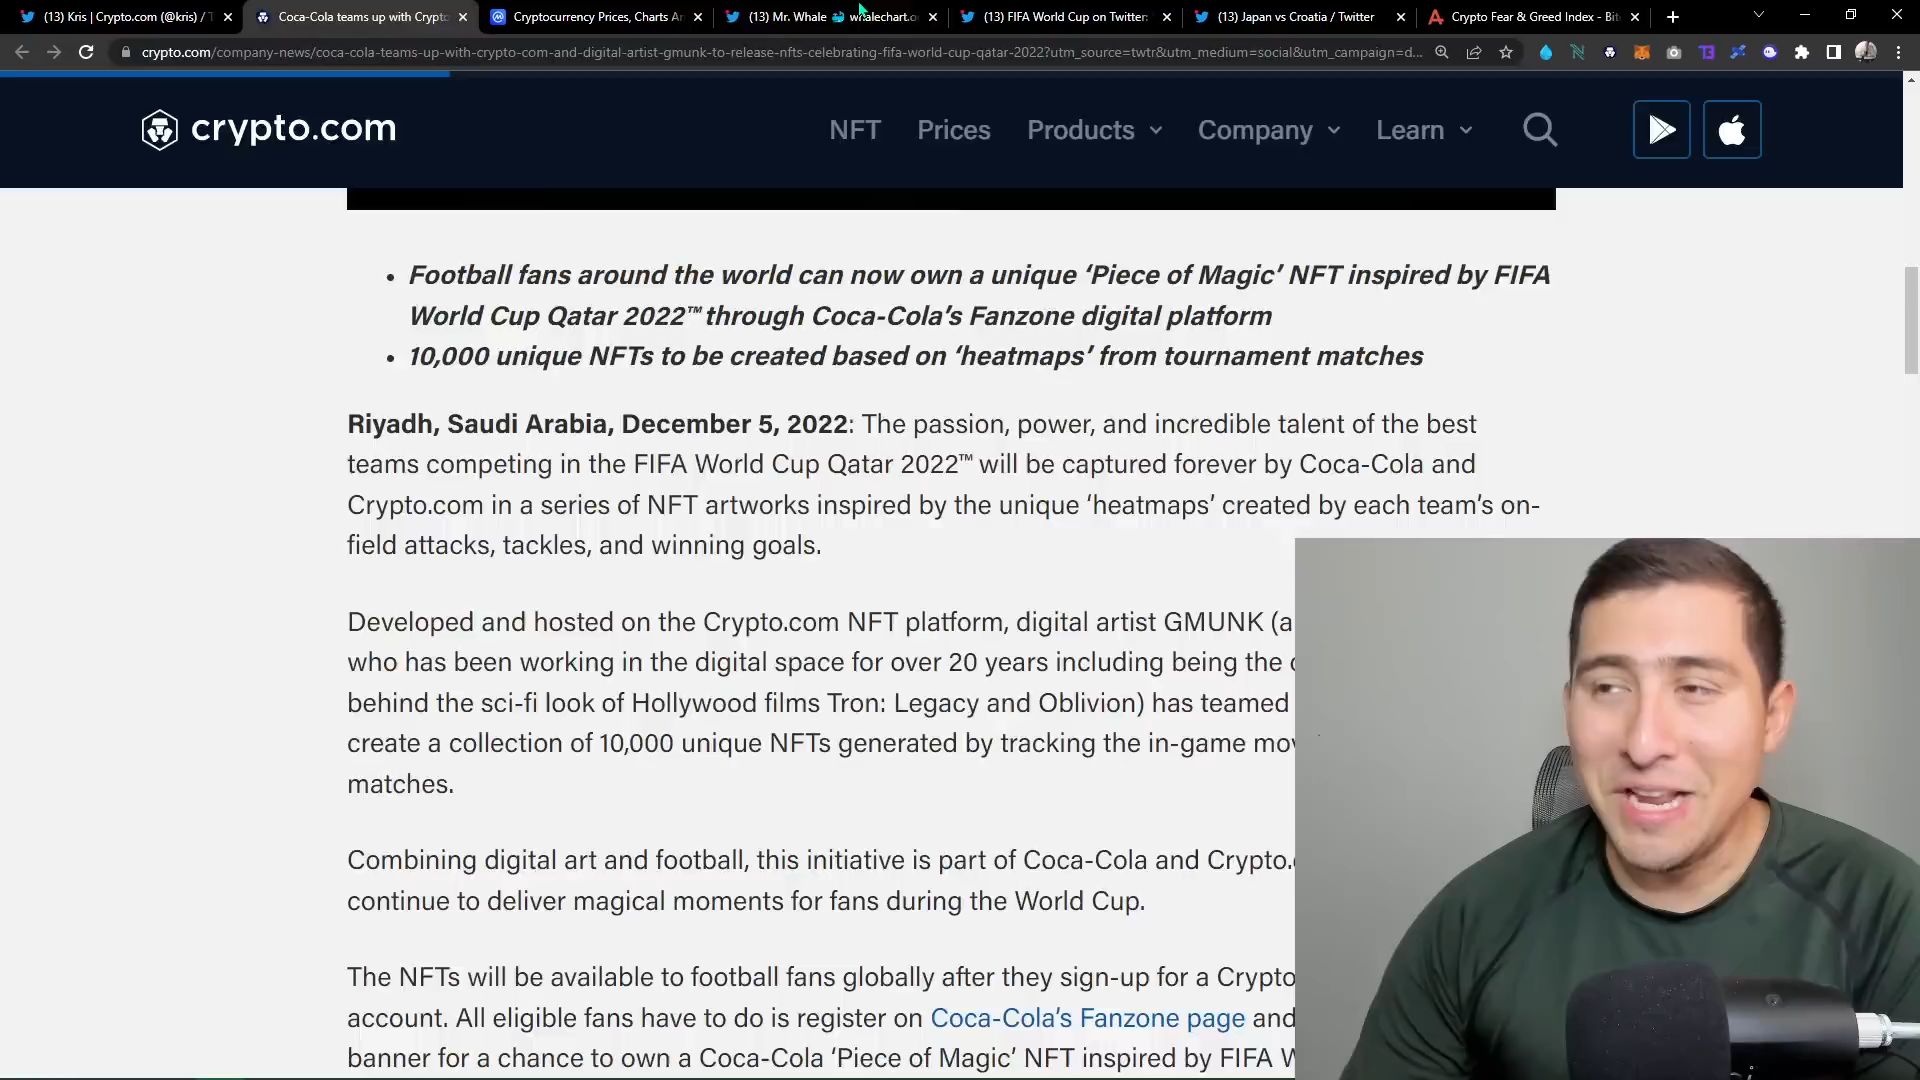 (13) Kris | Crypto.com (@kris) / T
Coca-Cola teams up with Crypto
Cryptocurrency Prices, Charts A
(13) Mr. Whale whalechart.o
(13) FIFA World Cup on Twitter:
(13) Japan vs Croatia / Twitter
Crypto Fear & Greed Index - Bit
crypto.com/company-news/coca-cola-teams-up-with-crypto-com-and-digital-artist-gmunk-to-release-nfts-celebrating-fifa-world-cup-qatar-2022?utm_source=twtr&utm_medium=social&utm_campaign=d...
crypto.com
NFT
Prices
Products
Company
Learn
• Football fans around the world can now own a unique ‘Piece of Magic’ NFT inspired by FIFA
World Cup Qatar 2022™ through Coca-Cola’s Fanzone digital platform
• 10,000 unique NFTs to be created based on ‘heatmaps’ from tournament matches
Riyadh, Saudi Arabia, December 5, 2022: The passion, power, and incredible talent of the best
teams competing in the FIFA World Cup Qatar 2022™ will be captured forever by Coca-Cola and
Crypto.com in a series of NFT artworks inspired by the unique ‘heatmaps’ created by each team’s on-
field attacks, tackles, and winning goals.
Developed and hosted on the Crypto.com NFT platform, digital artist GMUNK (a
who has been working in the digital space for over 20 years including being the
behind the sci-fi look of Hollywood films Tron: Legacy and Oblivion) has teamed
create a collection of 10,000 unique NFTs generated by tracking the in-game mov
matches.
Combining digital art and football, this initiative is part of Coca-Cola and Crypto.
continue to deliver magical moments for fans during the World Cup.
The NFTs will be available to football fans globally after they sign-up for a Crypto
account. All eligible fans have to do is register on Coca-Cola’s Fanzone page and
banner for a chance to own a Coca-Cola ‘Piece of Magic’ NFT inspired by FIFA W